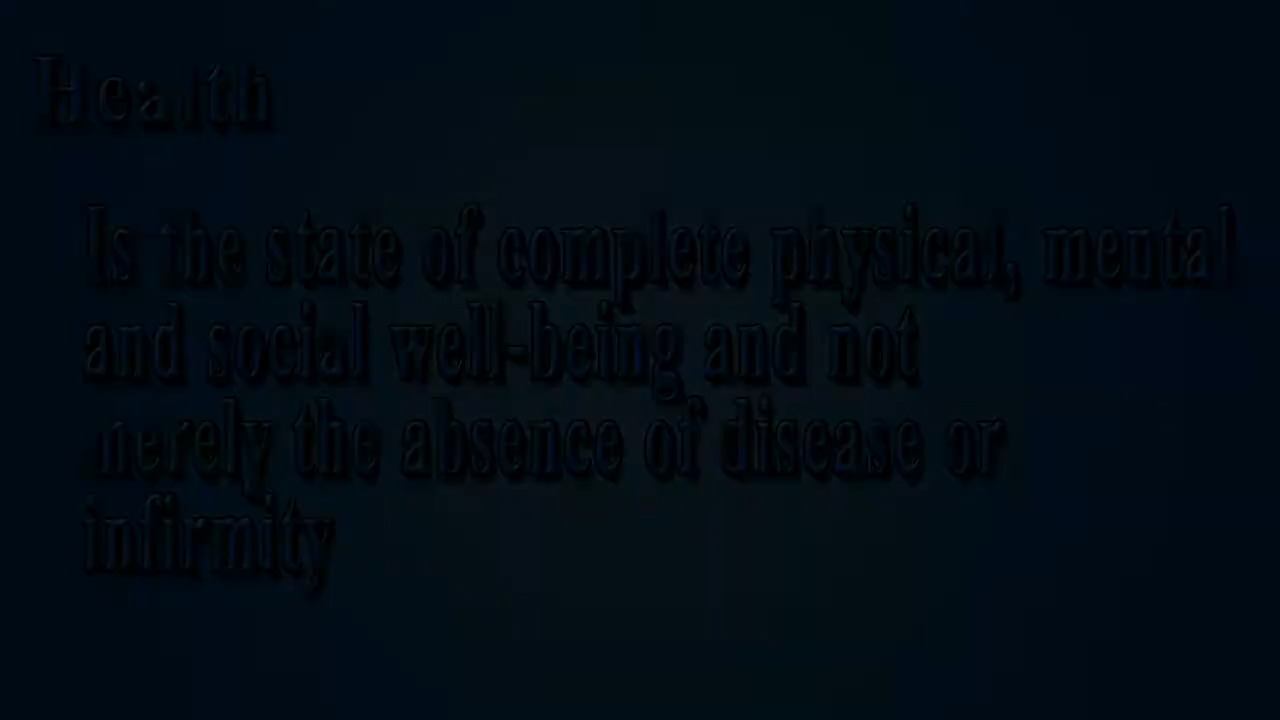 Health
Is the state of complete physical, mental
and social well-being and not
merely the absence of disease or
infirmity